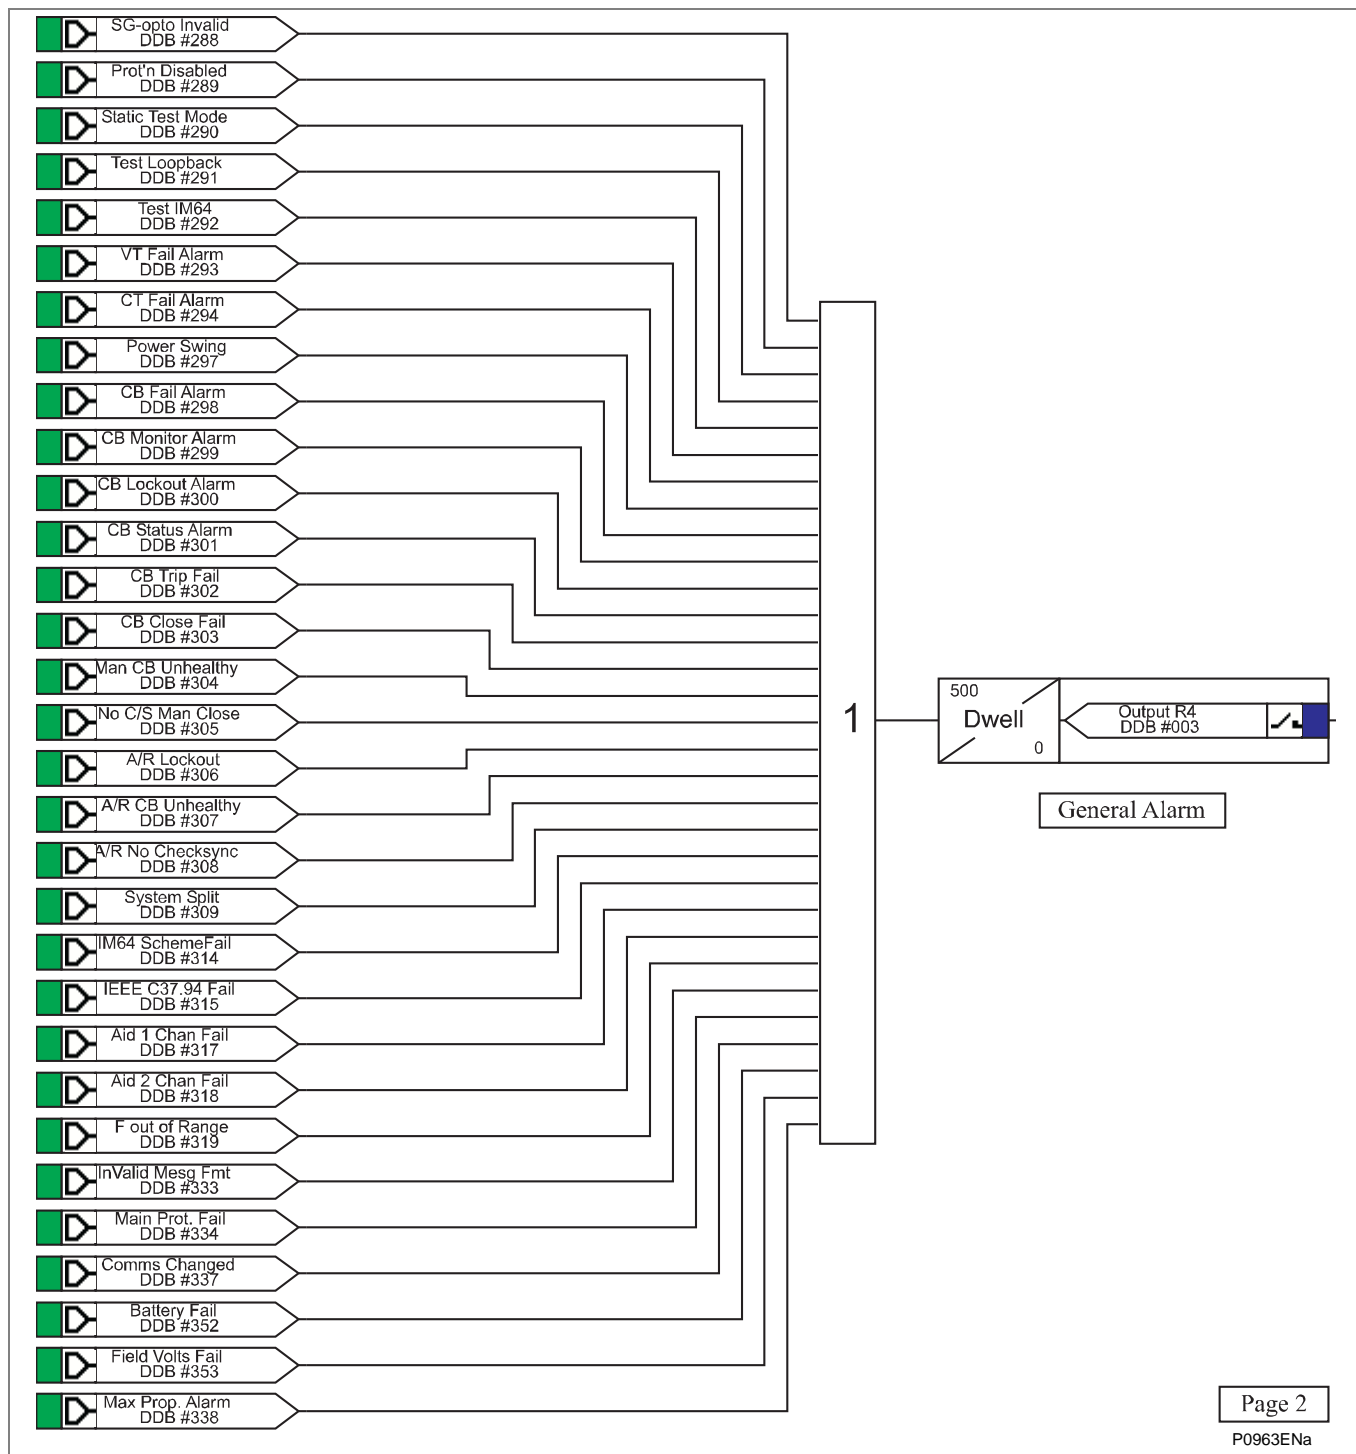 SG-opto Invalid
DDB #288
Prot'n Disabled
DDB #289
Static Test Mode
DDB #290
Test Loopback
DDB #291
Test IM64
DDB #292
VT Fail Alarm
DDB #293
CT Fail Alarm
DDB #294
Power Swing
DDB #297
CB Fail Alarm
DDB #298
CB Monitor Alarm
DDB #299
CB Lockout Alarm
DDB #300
CB Status Alarm
DDB #301
CB Trip Fail
DDB #302
CB Close Fail
DDB #303
Man CB Unhealthy
DDB #304
No C/S Man Close
DDB #305
A/R Lockout
DDB #306
A/R CB Unhealthy
DDB #307
A/R No Checksync
DDB #308
System Split
DDB #309
IM64 SchemeFail
DDB #314
IEEE C37.94 Fail
DDB #315
Aid 1 Chan Fail
DDB #317
Aid 2 Chan Fail
DDB #318
F out of Range
DDB #319
InValid Mesg Fmt
DDB #333
Main Prot. Fail
DDB #334
Comms Changed
DDB #337
Battery Fail
DDB #352
Field Volts Fail
DDB #353
Max Prop. Alarm
DDB #338
1
500
Dwell
0
Output R4
DDB #003
General Alarm
Page 2
P0963ENa